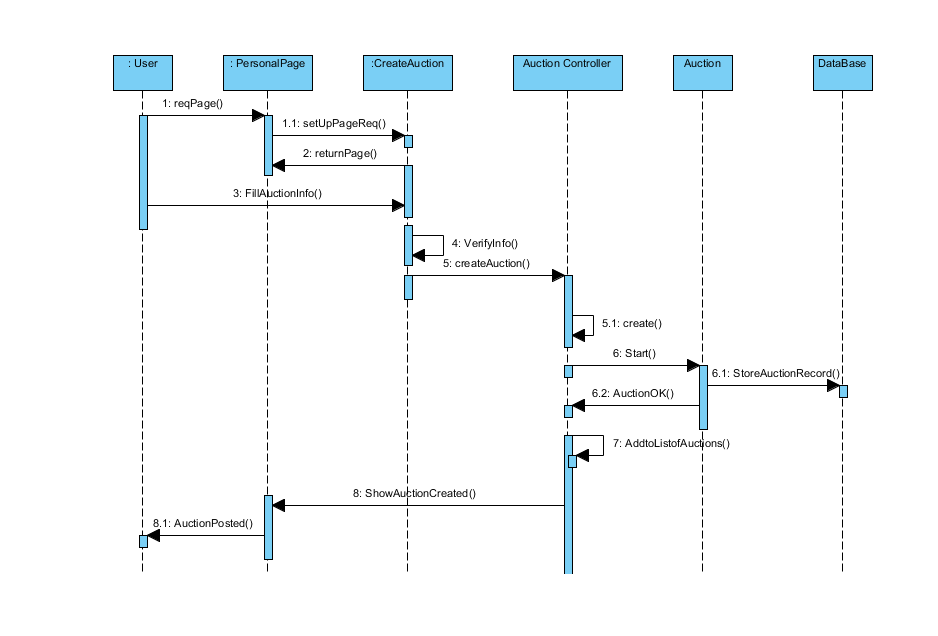 : User
: PersonalPage
:CreateAuction
Auction Controller
Auction
DataBase
1: reqPage()
1.1: setUpPageReq()
2: returnPage()
3: FillAuctionInfo()
4: VerifyInfo()
5: createAuction()
5.1: create()
6: Start()
6.1: StoreAuctionRecord()
6.2: AuctionOK()
7: AddtoListofAuctions()
8: ShowAuctionCreated()
8.1: AuctionPosted()